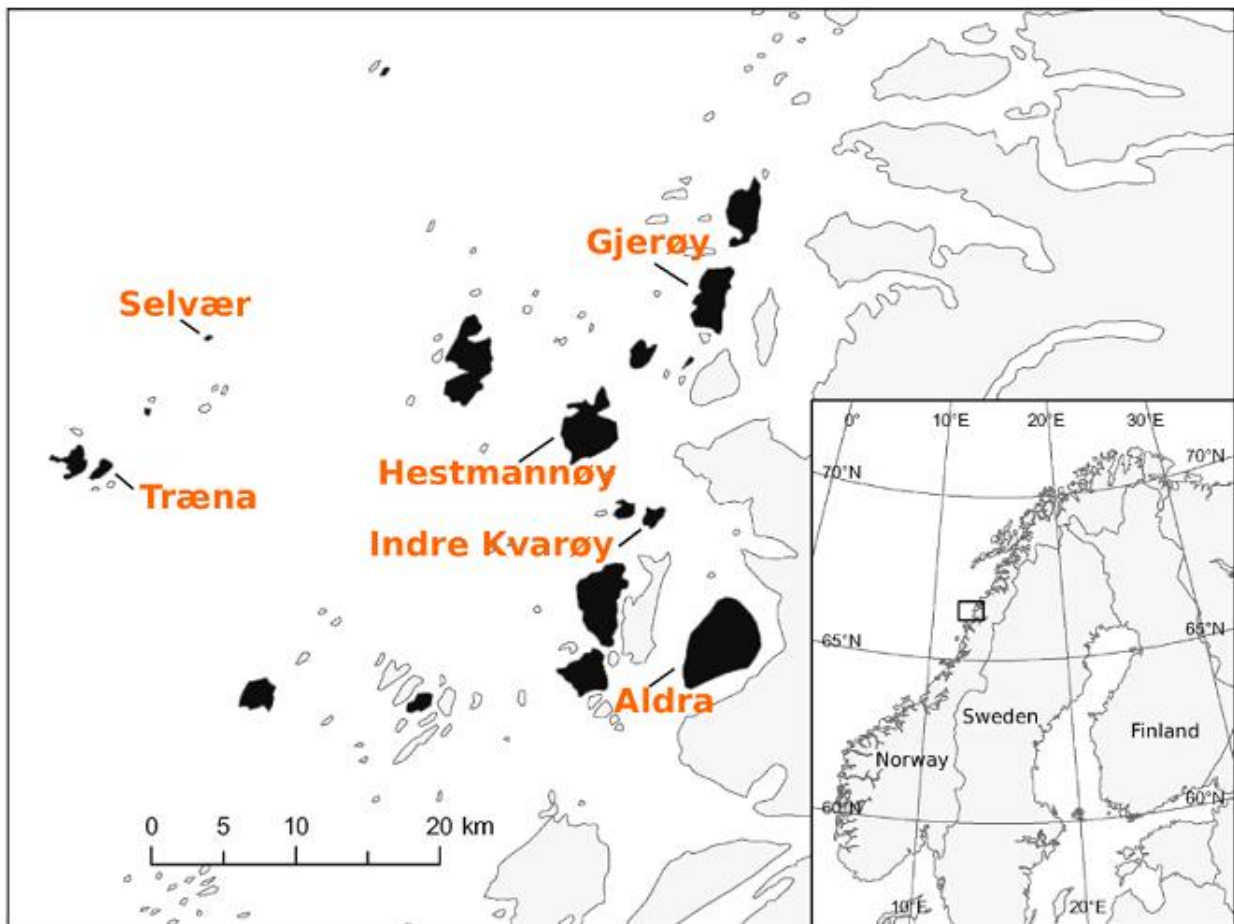 Gjerøy
Selvær
Hestmannøy
Træna
Indre Kvarøy
Aldra
0 5 10 20 km
0° 10°E 20°E 30°E
70°N 70°N
65°N 65°N
Sweden
Finland
Norway
60°N 60°N
10°E 20°E